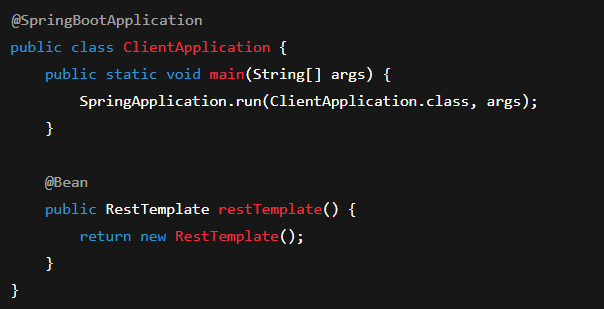 @SpringBootApplication
public class ClientApplication {
    public static void main(String[] args) {
        SpringApplication.run(ClientApplication.class, args);
    }

    @Bean
    public RestTemplate restTemplate() {
        return new RestTemplate();
    }
}